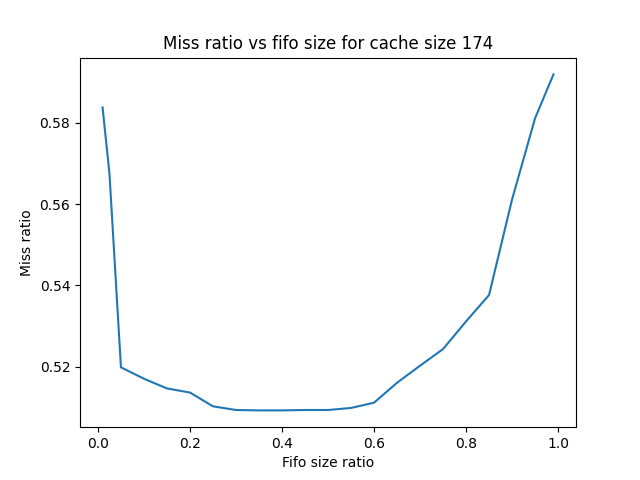 Miss ratio vs fifo size for cache size 174
0.58
0.56
0.54
0.52
Miss ratio
0.0 0.2 0.4 0.6 0.8 1.0
Fifo size ratio